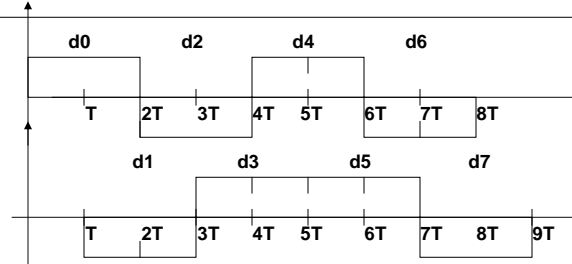 d0 d2 d4 d6
T 2T 3T 4T 5T 6T 7T 8T
d1 d3 d5 d7
T 2T 3T 4T 5T 6T 7T 8T 9T